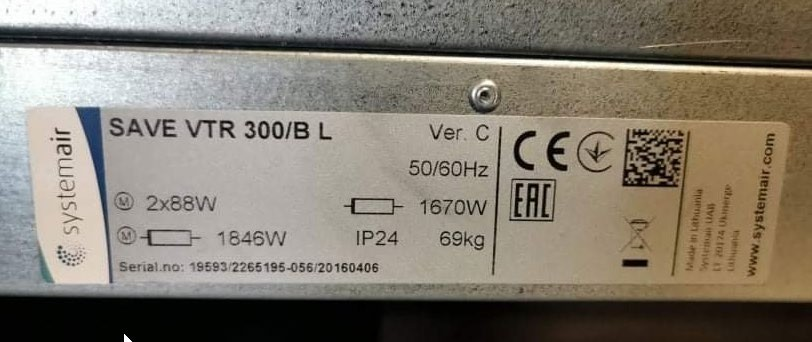 systemair
SAVE VTR 300/B L
Ver. C
50/60Hz
M 2x88W
1670W
M 1846W
IP24
69kg
Serial.no: 19593/2265195-056/20160406
CE
EAC
Made in Lithuania
Systemair UAB
LT 20174 Ukmerge
Lithuania
www.systemair.com